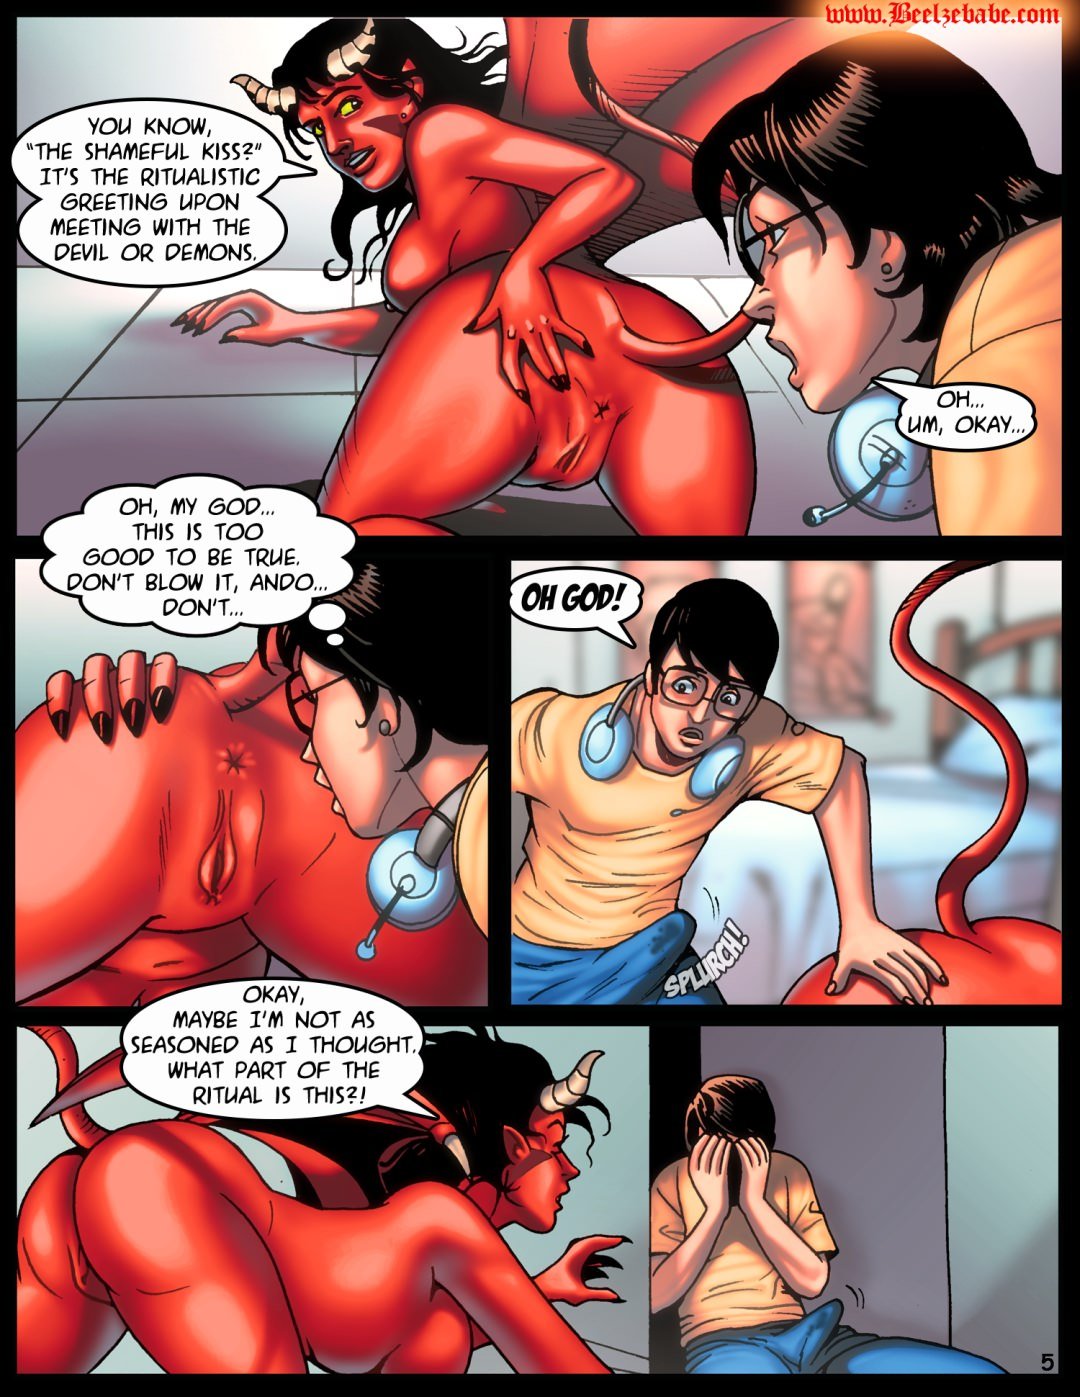 www.Beelzebabe.com
YOU KNOW,
"THE SHAMEFUL KISS?"
IT'S THE RITUALISTIC
GREETING UPON
MEETING WITH THE
DEVIL OR DEMONS.
OH...
UM, OKAY...
OH, MY GOD...
THIS IS TOO
GOOD TO BE TRUE.
DON'T BLOW IT, ANDO...
DON'T...
OH GOD!
SPLURCH!
OKAY,
MAYBE I'M NOT AS
SEASONED AS I THOUGHT.
WHAT PART OF THE
RITUAL IS THIS?!
5